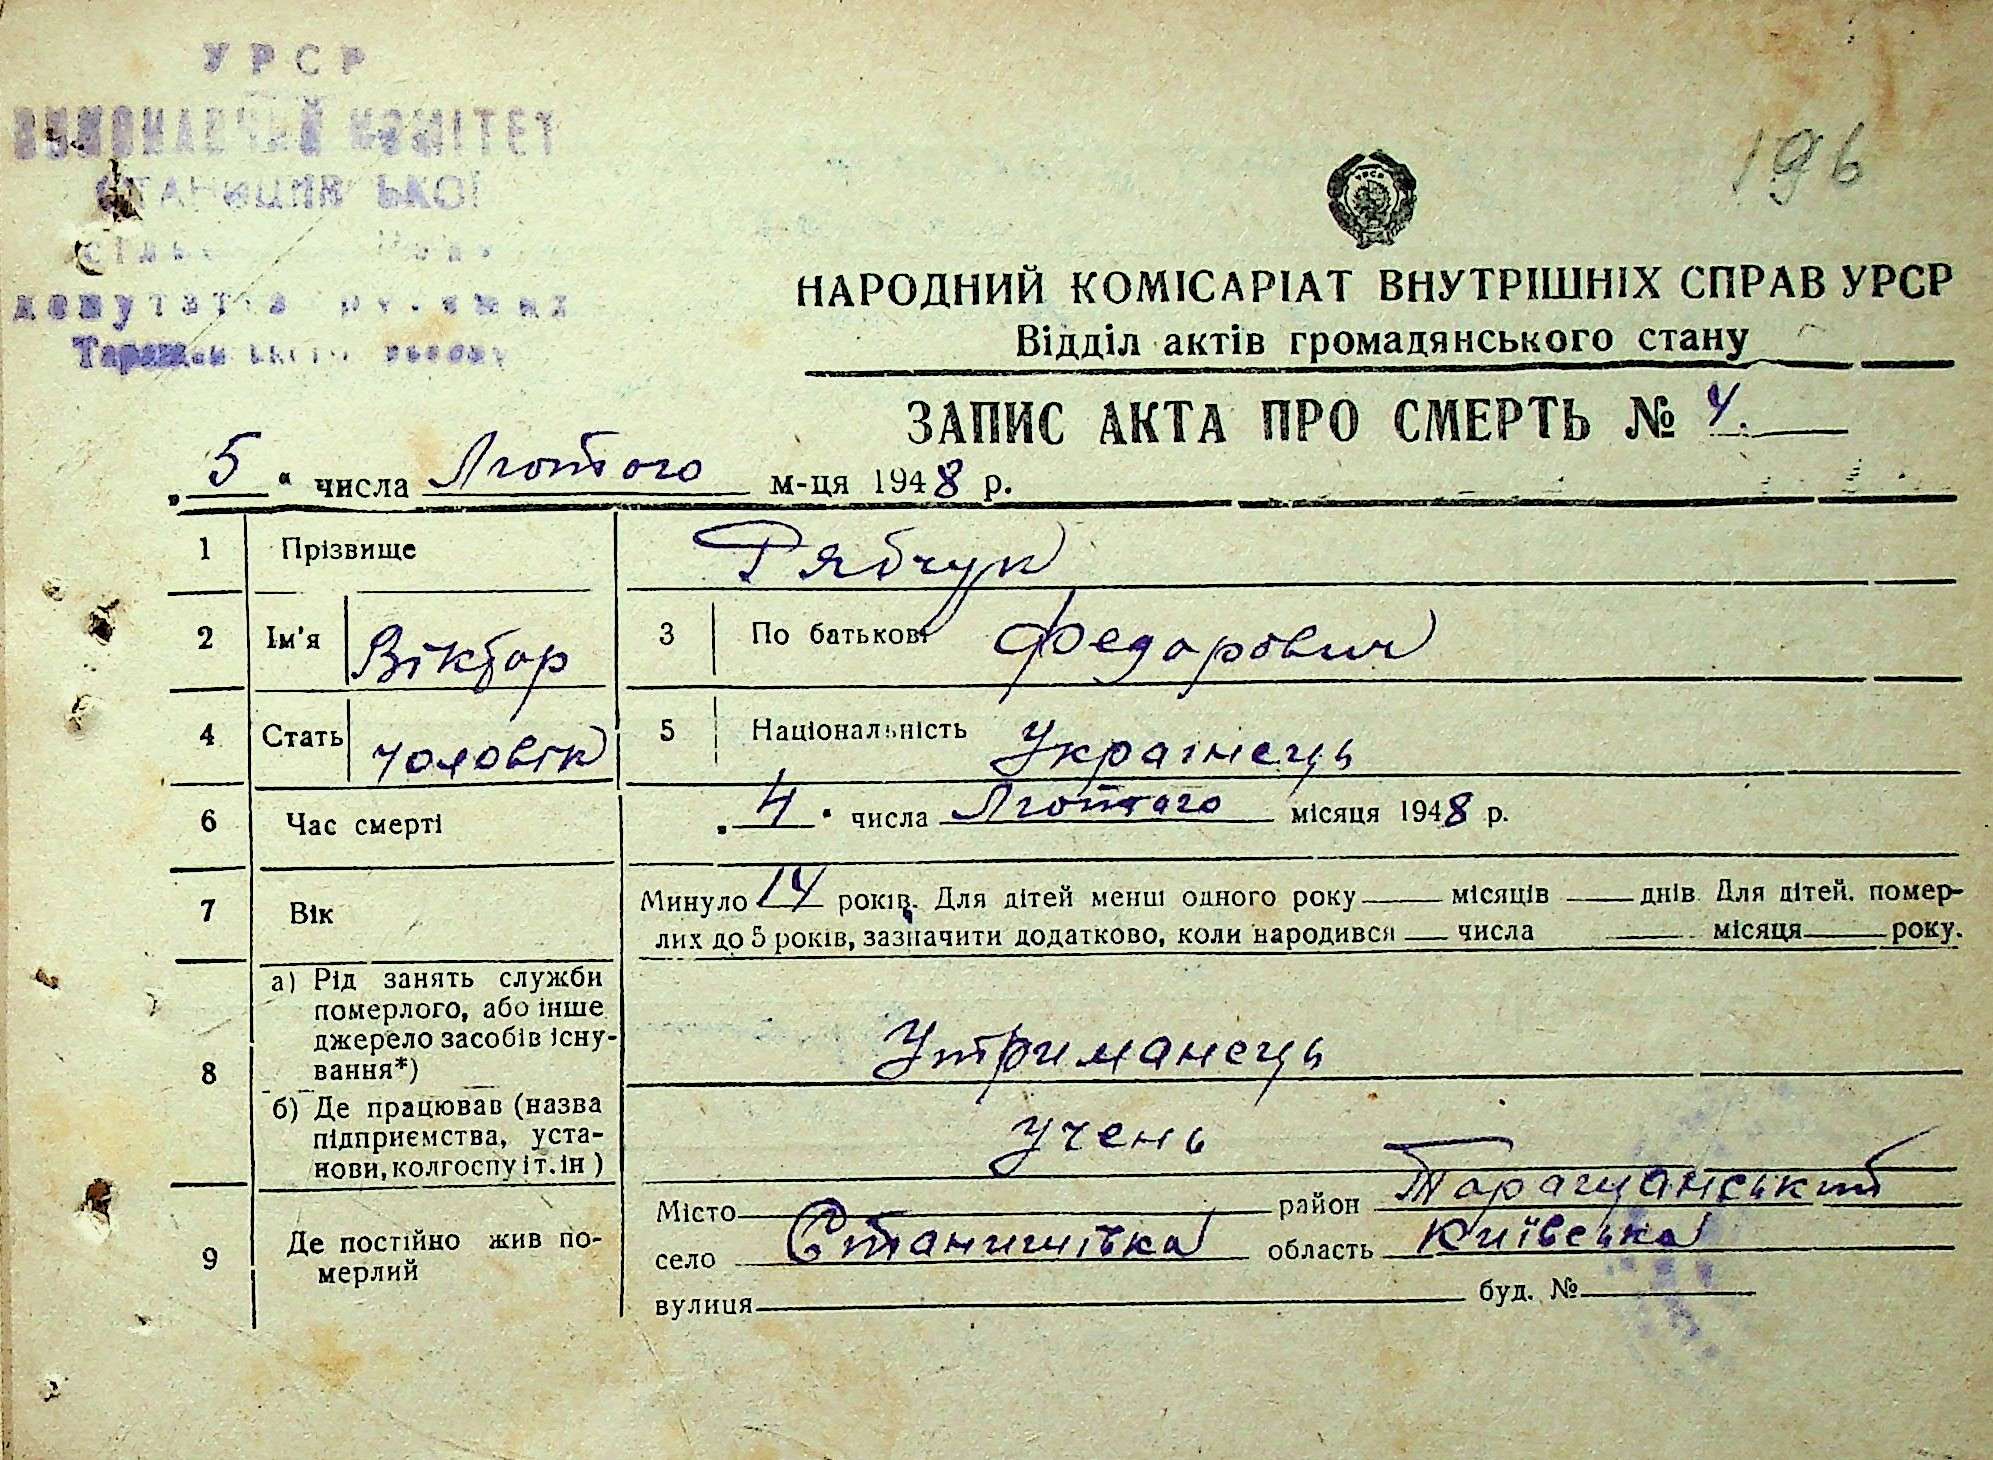 УРСР
ВИКОНАВЧИЙ КОМІТЕТ
196
НАРОДНИЙ КОМІСАРІАТ ВНУТРІШНІХ СПРАВ УРСР
Відділ актів громадянського стану
ЗАПИС АКТА ПРО СМЕРТЬ № 4.
„5“ числа Лютого м-ця 1948 р.
1 Прізвище Рябчук
2 Ім'я Віктор 3 По батькові Федорович
4 Стать чоловік 5 Національність Українець
6 Час смерті „4“ числа Лютого місяця 1948 р.
7 Вік Минуло 14 років. Для дітей менш одного року місяців днів. Для дітей, помер-
лих до 5 років, зазначити додатково, коли народився числа місяця року.
8 а) Рід занять служби
померлого, або інше
джерело засобів існу-
вання*) Утриманець
б) Де працював (назва
підприємства, уста-
нови, колгоспу і т. ін) Учень
9 Де постійно жив по-
мерлий
Місто район Таращанський
село Станишівка область Київська
вулиця буд. №